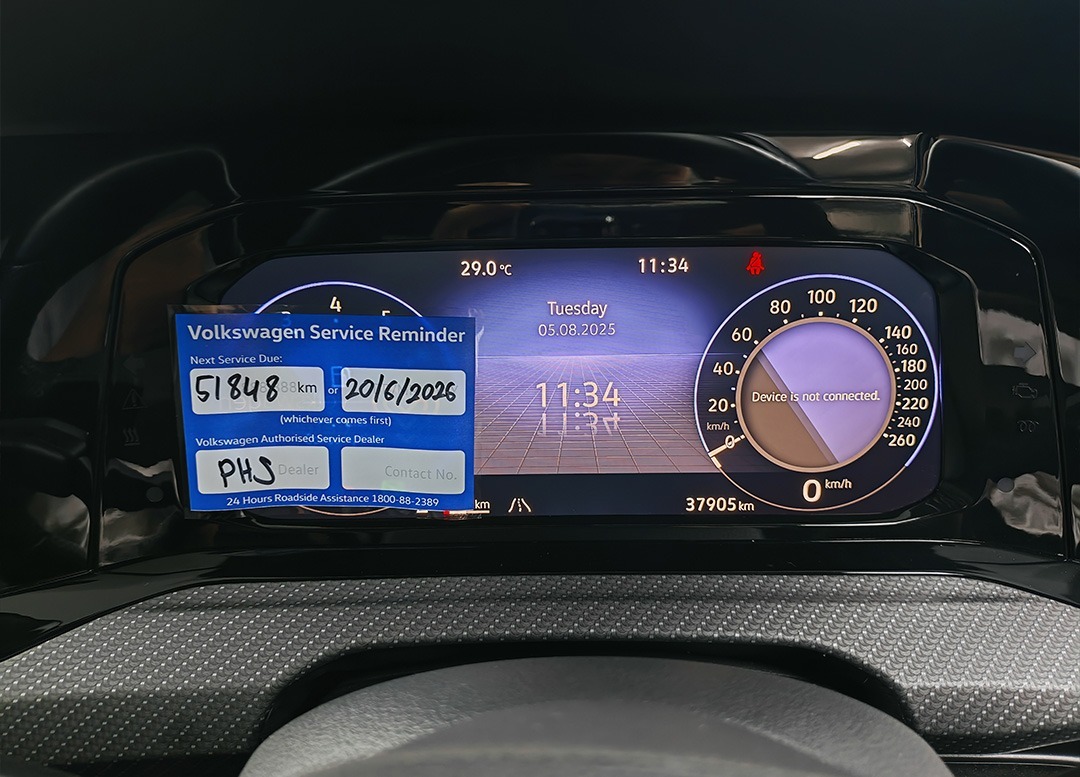 29.0 °C
11:34
4
Tuesday
05.08.2025
11:34
Volkswagen Service Reminder
Next Service Due:
51848 km or 20/6/2026
(whichever comes first)
Volkswagen Authorised Service Dealer
PHS Dealer
Contact No.
24 Hours Roadside Assistance 1800-88-2389
km
37905 km
0
20
40
60
80
100
120
140
160
180
200
220
240
260
km/h
Device is not connected.
0 km/h